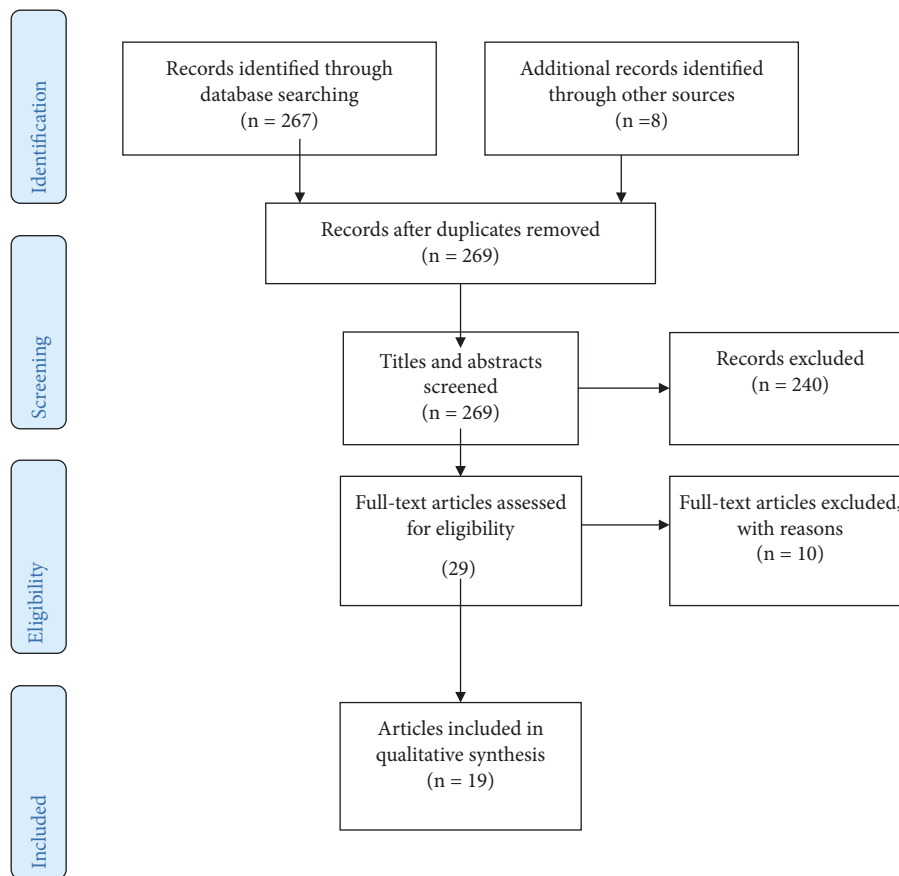 Identification
Records identified through
database searching
(n = 267)
Additional records identified
through other sources
(n =8)
Records after duplicates removed
(n = 269)
Screening
Titles and abstracts
screened
(n = 269)
Records excluded
(n = 240)
Eligibility
Full-text articles assessed
for eligibility
(29)
Full-text articles excluded,
with reasons
(n = 10)
Included
Articles included in
qualitative synthesis
(n = 19)